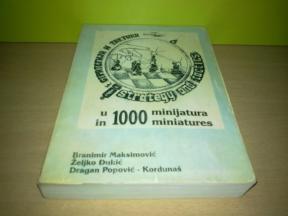 strategy and tactics
u 1000 minijatura
in 1000 miniatures
Branimir Maksimović
Željko Đukić
Dragan Popović - Kordunaš